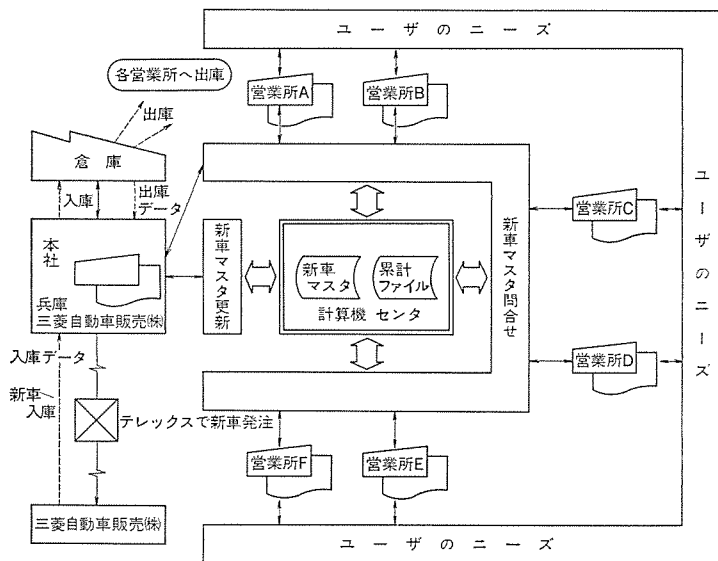 ユーザのニーズ
各営業所へ出庫
営業所A
営業所B
出庫
倉庫
入庫
出庫
データ
本社
兵庫
三菱自動車販売㈱
新車マスタ更新
新車
マスタ
累計
ファイル
計算機センタ
新車マスタ問合せ
営業所C
ユーザのニーズ
営業所D
入庫データ
新車
入庫
テレックスで新車発注
営業所F
営業所E
三菱自動車販売㈱
ユーザのニーズ